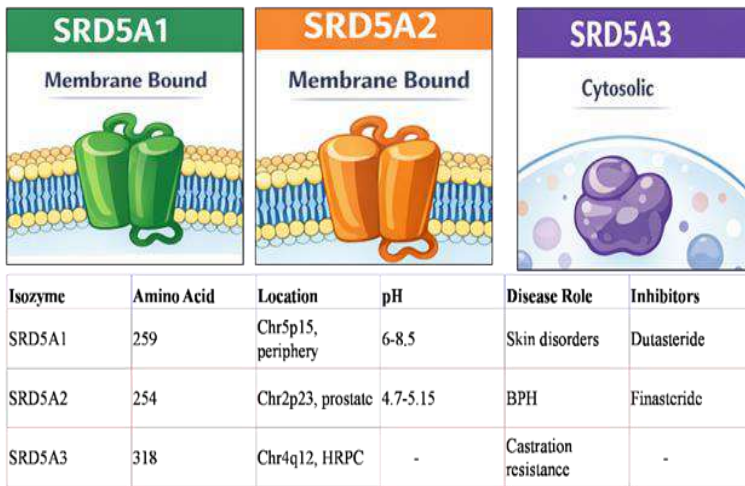 SRD5A1
Membrane Bound
SRD5A2
Membrane Bound
SRD5A3
Cytosolic
Isozyme Amino Acid Location pH Disease Role Inhibitors
SRD5A1 259 Chr5p15, periphery 6-8.5 Skin disorders Dutasteride
SRD5A2 254 Chr2p23, prostate 4.7-5.15 BPH Finasteride
SRD5A3 318 Chr4q12, HRPC - Castration resistance -